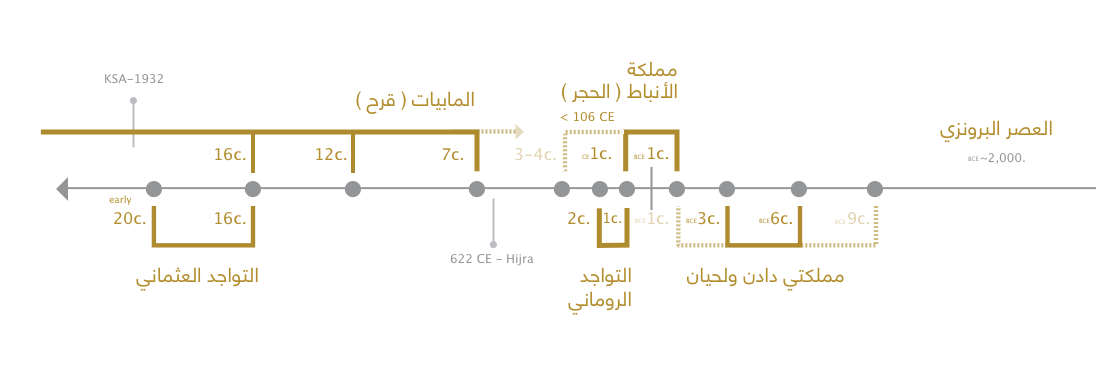 مملكة
الأنباط ( الحجر )
< 106 CE
المابيات ( قرح )
KSA-1932
العصر البرونزي
BCE~2,000.
16c.
12c.
7c.
3-4c.
CE1c.
BCE1c.
early
20c.
16c.
2c.
1c.
BCE1c.
BCE3c.
BCE6c.
BCE9c.
622 CE - Hijra
التواجد العثماني
التواجد
الروماني
مملكتي دادن ولحيان